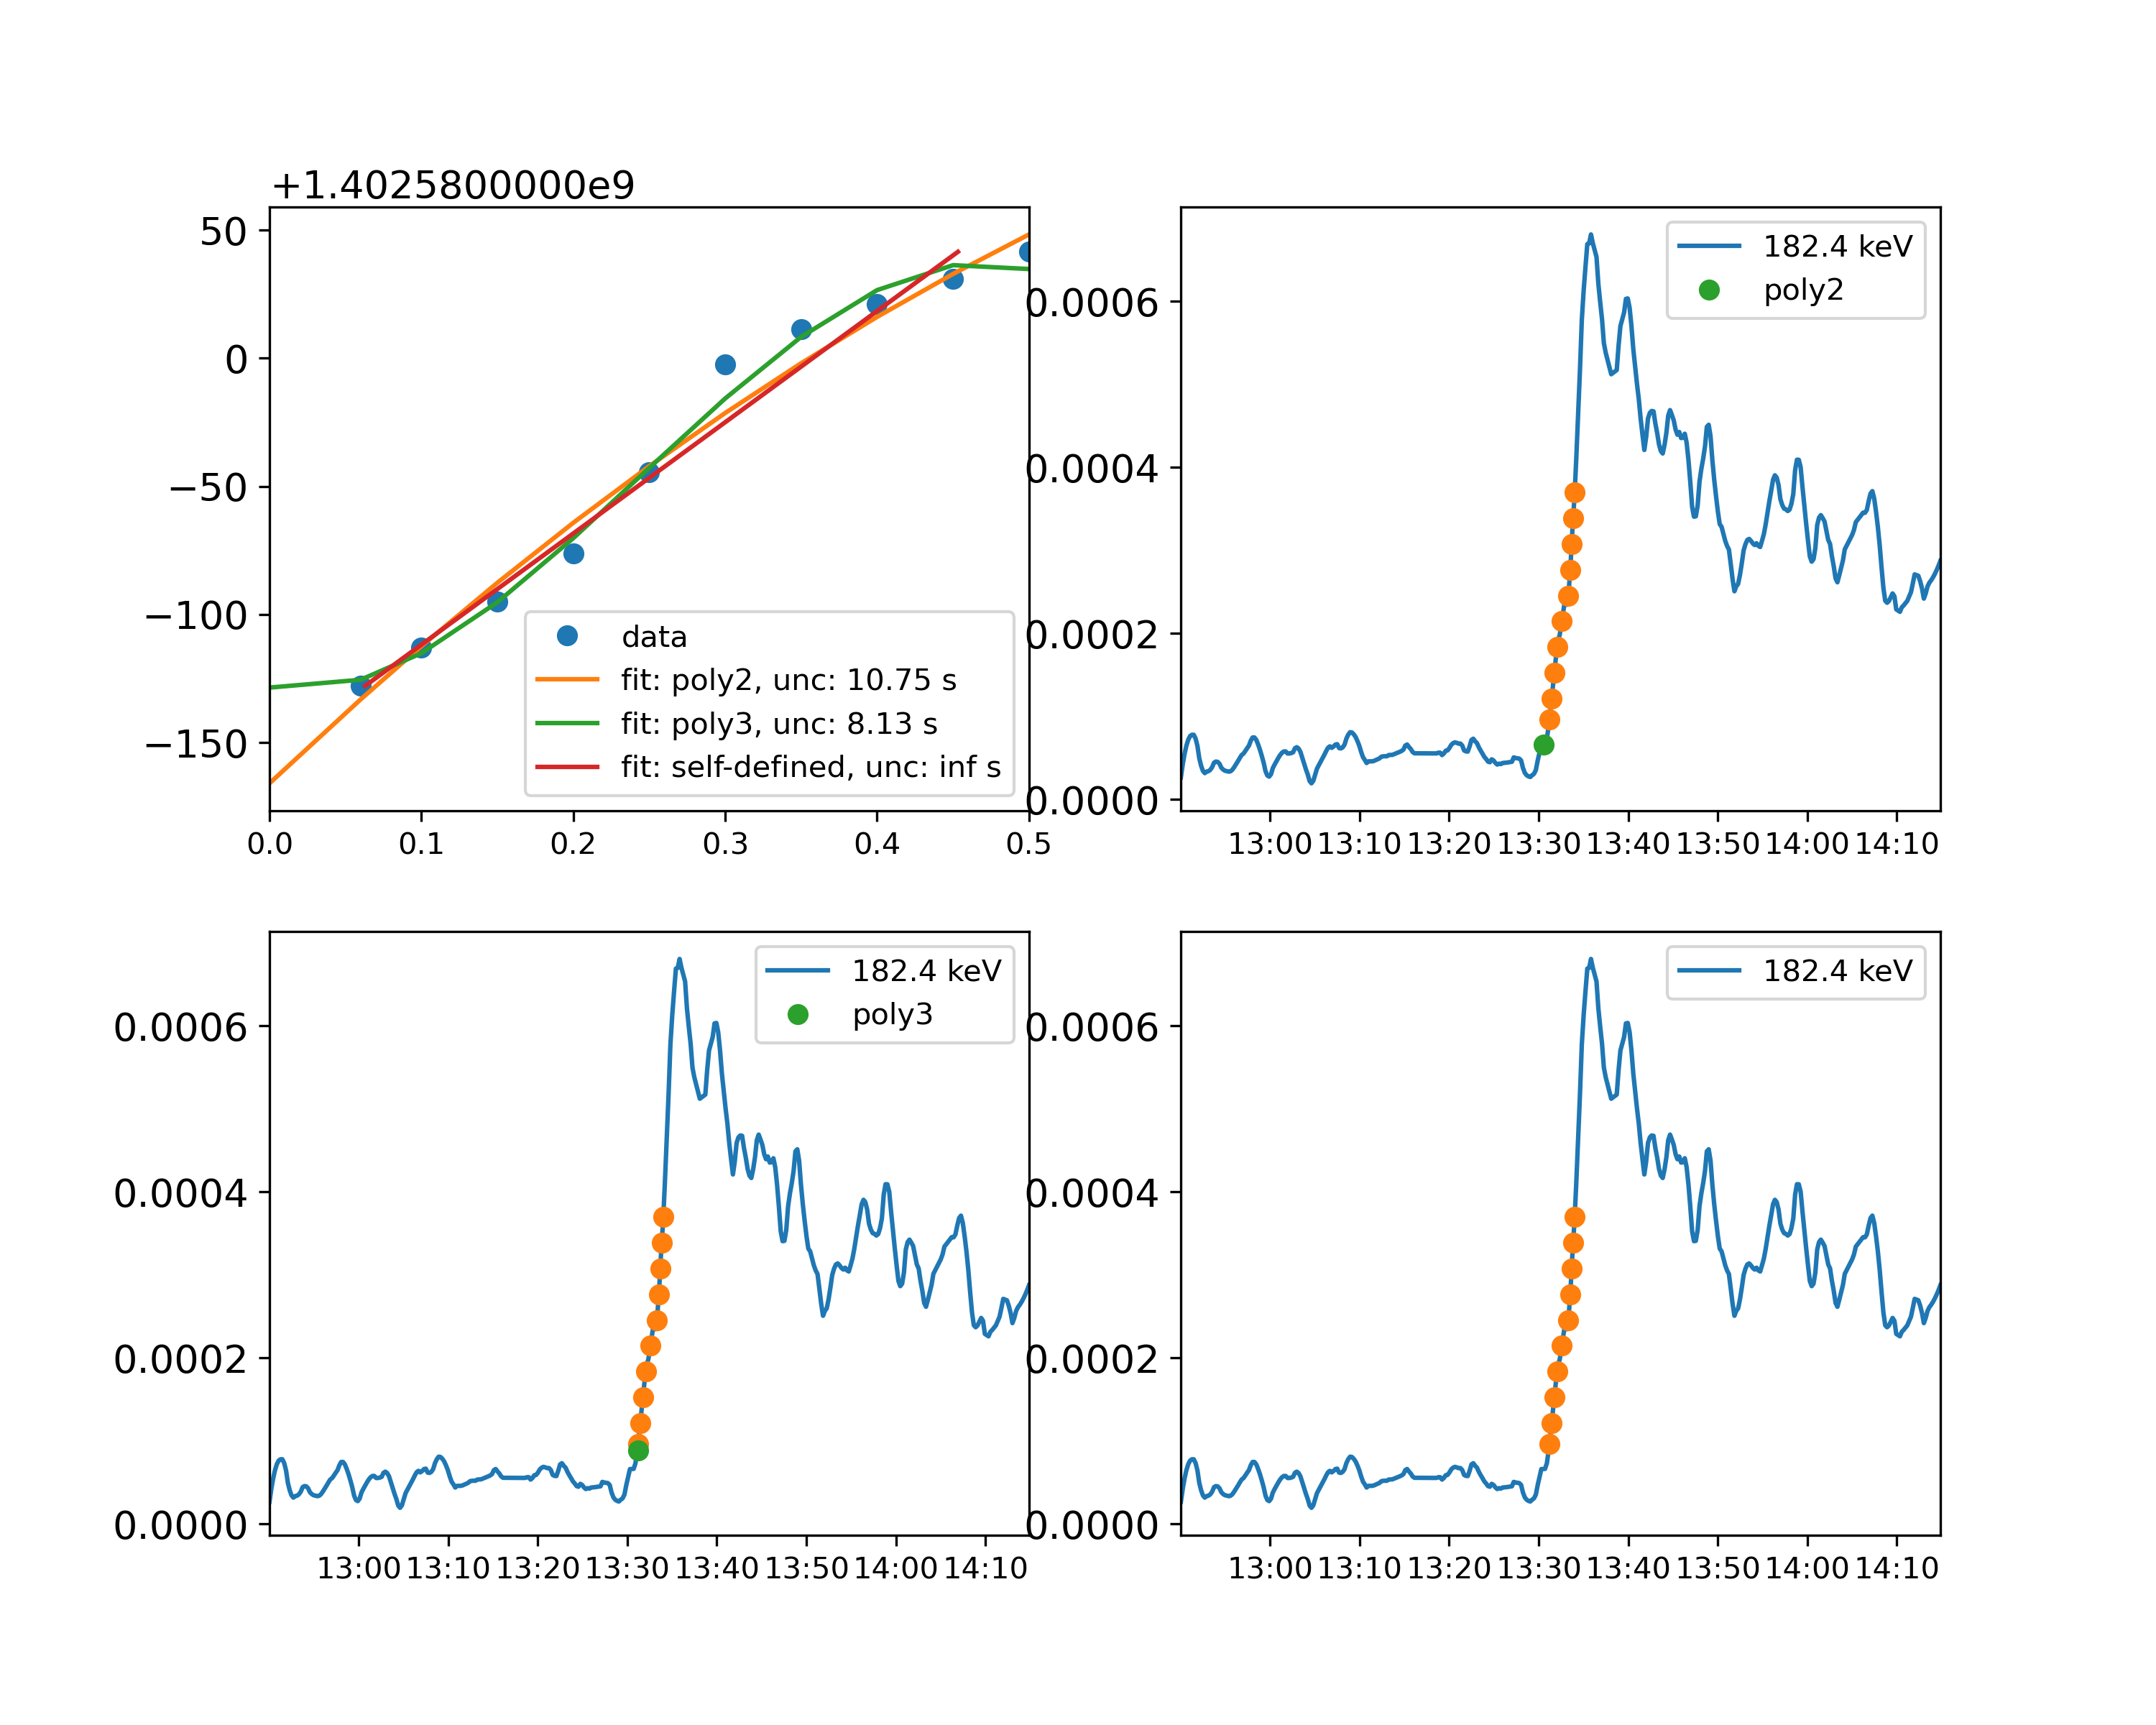 +1.4025800000e9
50
0
−50
−100
−150
0.0 0.1 0.2 0.3 0.4 0.5
data
fit: poly2, unc: 10.75 s
fit: poly3, unc: 8.13 s
fit: self-defined, unc: inf s
0.0006
0.0004
0.0002
0.0000
13:00 13:10 13:20 13:30 13:40 13:50 14:00 14:10
182.4 keV
poly2
0.0006
0.0004
0.0002
0.0000
13:00 13:10 13:20 13:30 13:40 13:50 14:00 14:10
182.4 keV
poly3
0.0006
0.0004
0.0002
0.0000
13:00 13:10 13:20 13:30 13:40 13:50 14:00 14:10
182.4 keV